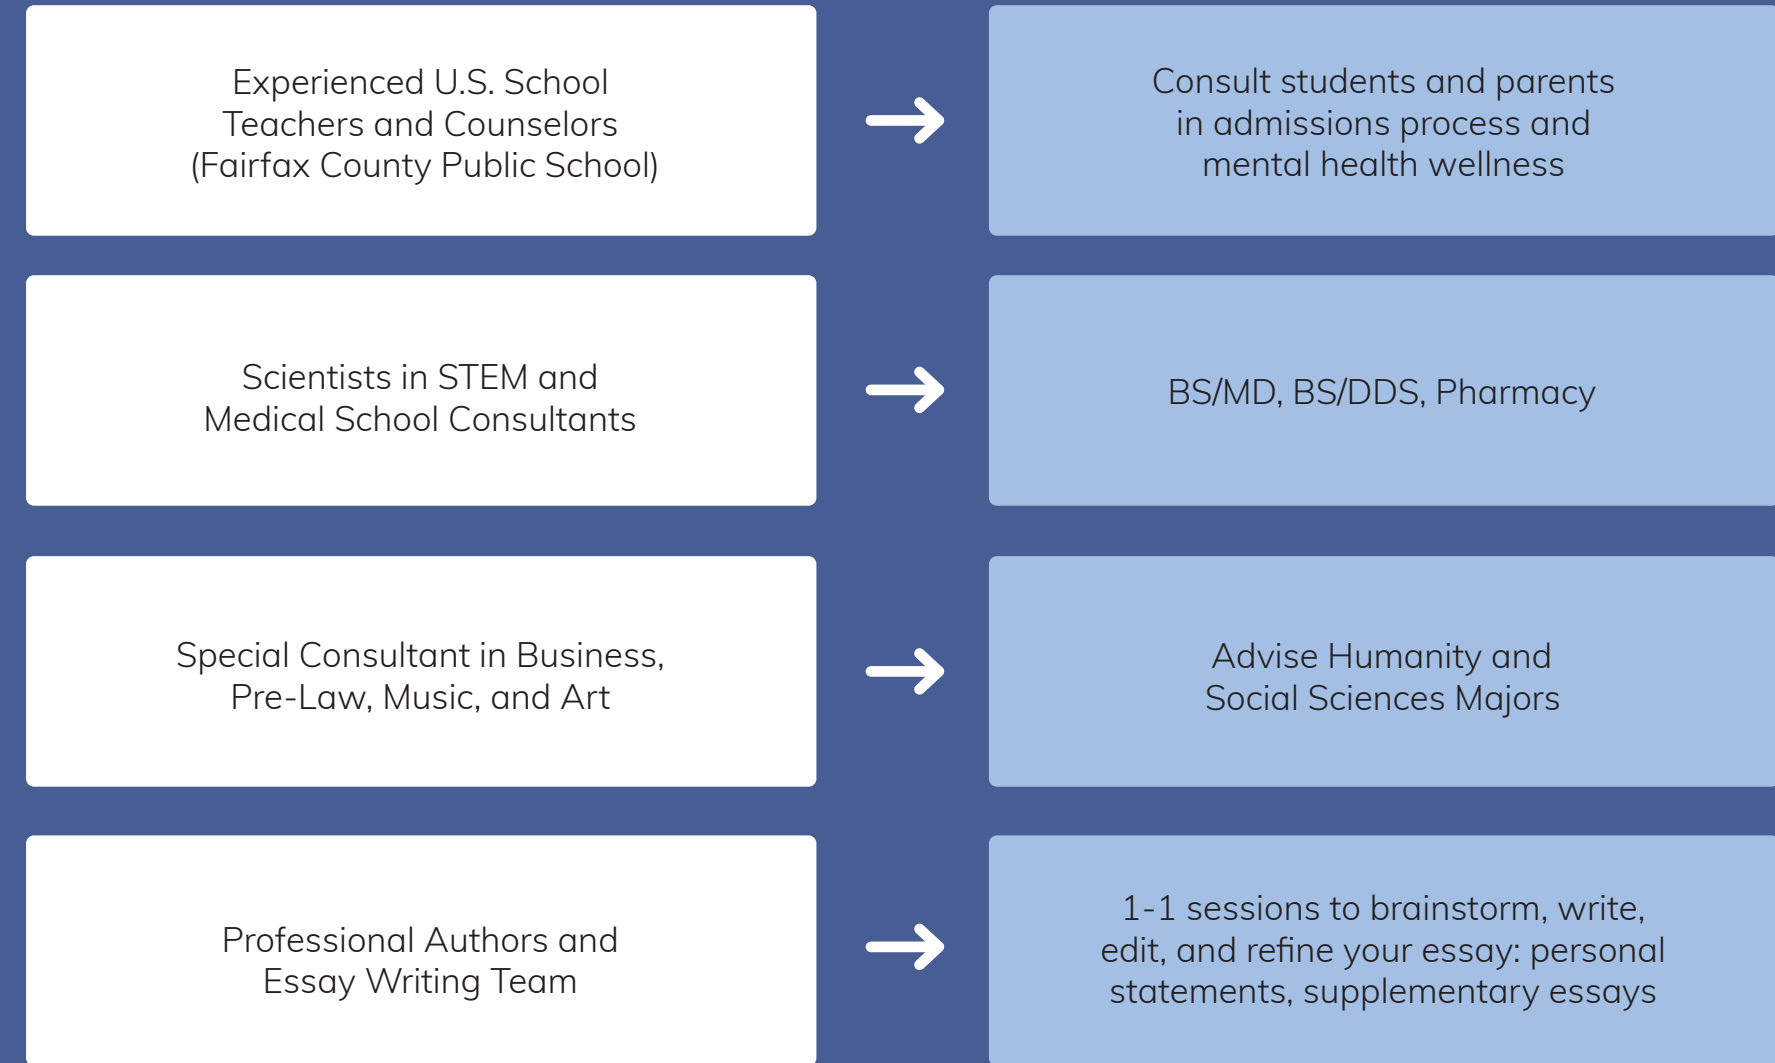 Experienced U.S. School
Teachers and Counselors
(Fairfax County Public School)
Consult students and parents
in admissions process and
mental health wellness
Scientists in STEM and
Medical School Consultants
BS/MD, BS/DDS, Pharmacy
Special Consultant in Business,
Pre-Law, Music, and Art
Advise Humanity and
Social Sciences Majors
Professional Authors and
Essay Writing Team
1-1 sessions to brainstorm, write,
edit, and refine your essay: personal
statements, supplementary essays